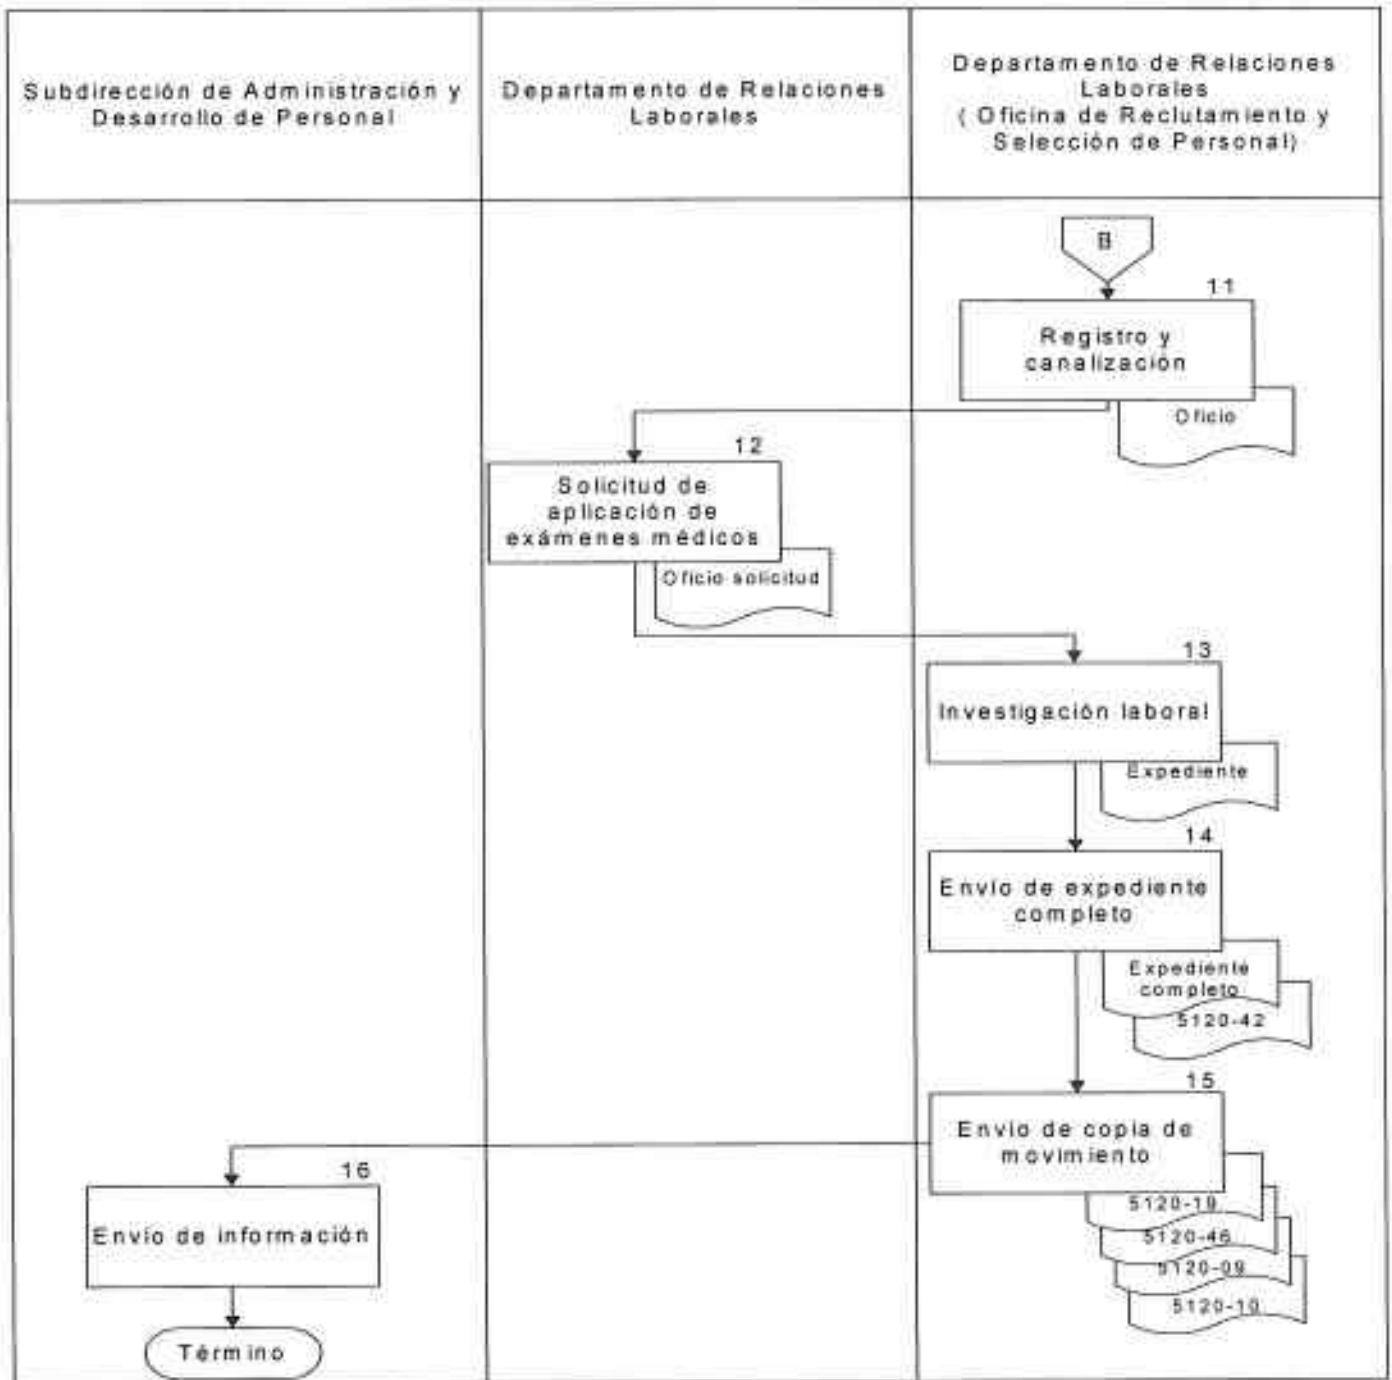 Subdirección de Administración y
Desarrollo de Personal
Departamento de Relaciones
Laborales
Departamento de Relaciones
Laborales
( Oficina de Reclutamiento y
Selección de Personal)
B
11
Registro y
canalización
Oficio
12
Solicitud de
aplicación de
exámenes médicos
Oficio solicitud
13
Investigación laboral
Expediente
14
Envío de expediente
completo
Expediente
completo
5120-42
15
Envío de copia de
movimiento
5120-19
5120-46
5120-09
5120-10
16
Envío de información
Término